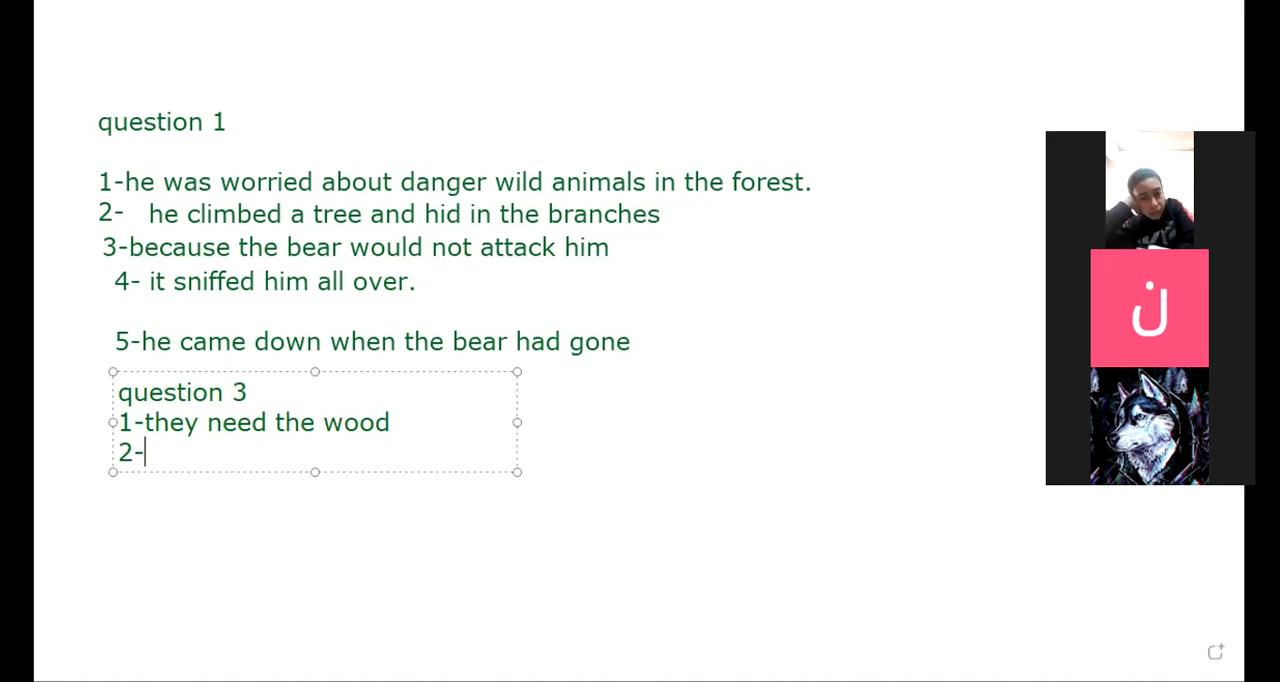 question 1
1-he was worried about danger wild animals in the forest.
2- he climbed a tree and hid in the branches
3-because the bear would not attack him
4- it sniffed him all over.
5-he came down when the bear had gone
question 3
1-they need the wood
2-
ن